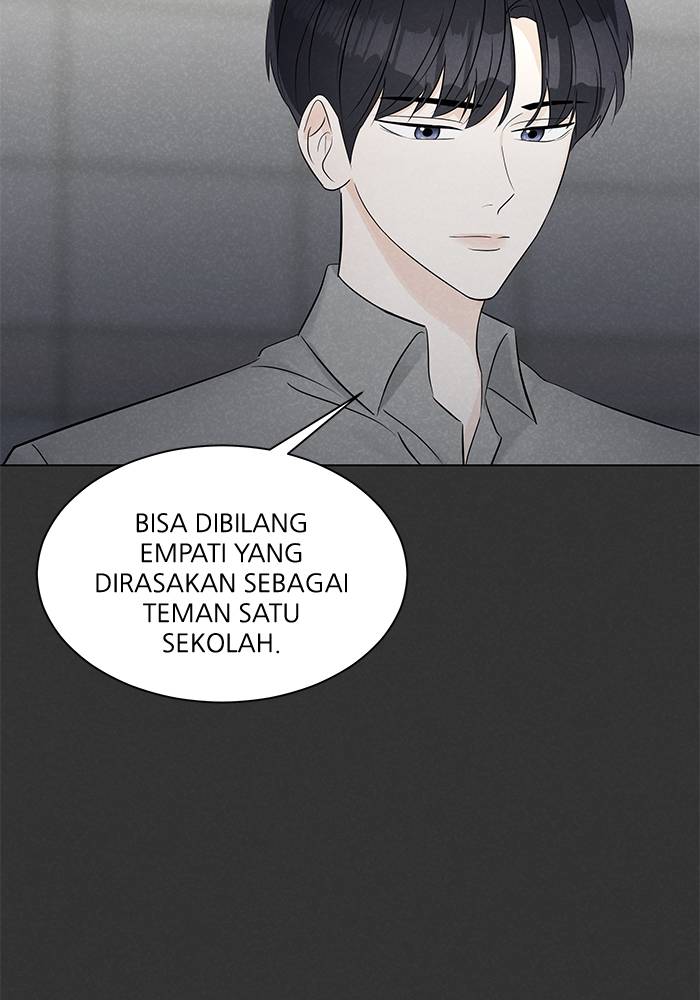 BISA DIBILANG
EMPATI YANG
DIRASAKAN SEBAGAI
TEMAN SATU
SEKOLAH.